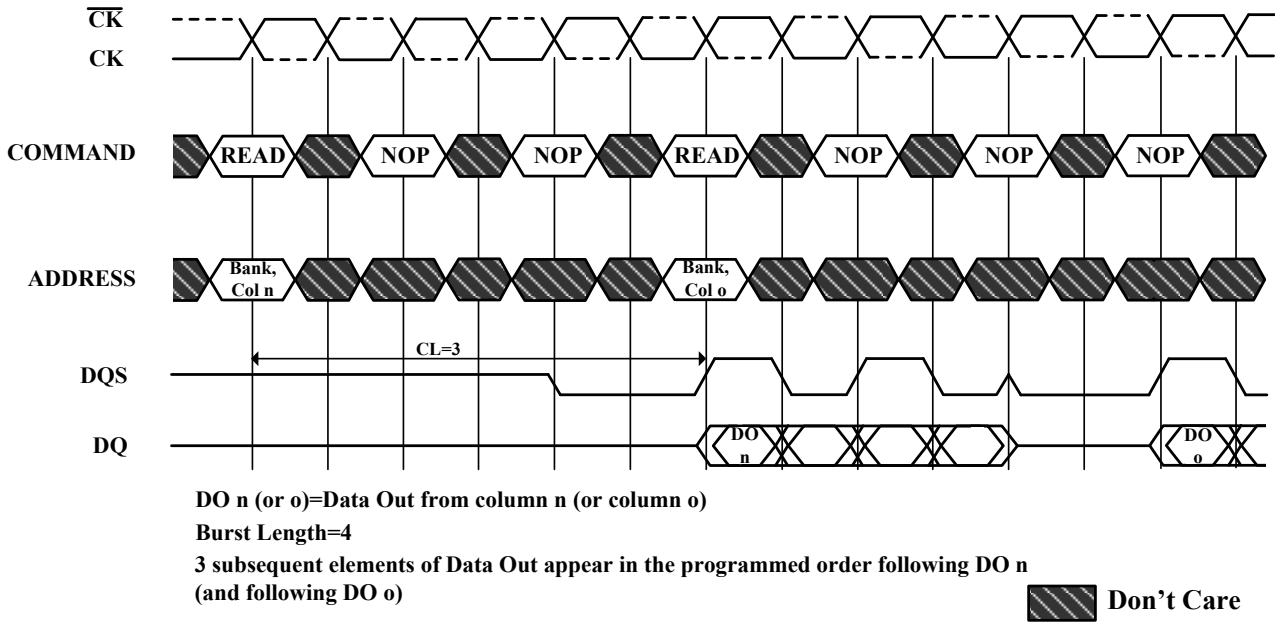 CK
CK
COMMAND
READ NOP NOP READ NOP NOP NOP
ADDRESS
Bank,
Col n
Bank,
Col o
CL=3
DQS
DQ
DO
n
DO
o
DO n (or o)=Data Out from column n (or column o)
Burst Length=4
3 subsequent elements of Data Out appear in the programmed order following DO n
(and following DO o)
Don't Care